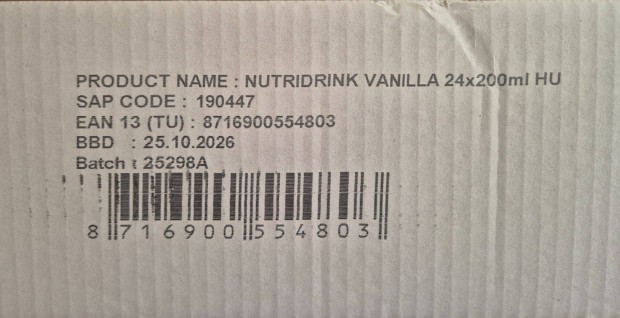 PRODUCT NAME : NUTRIDRINK VANILLA 24x200ml HU
SAP CODE : 190447
EAN 13 (TU) : 8716900554803
BBD : 25.10.2026
Batch : 25298A
8 716900 554803